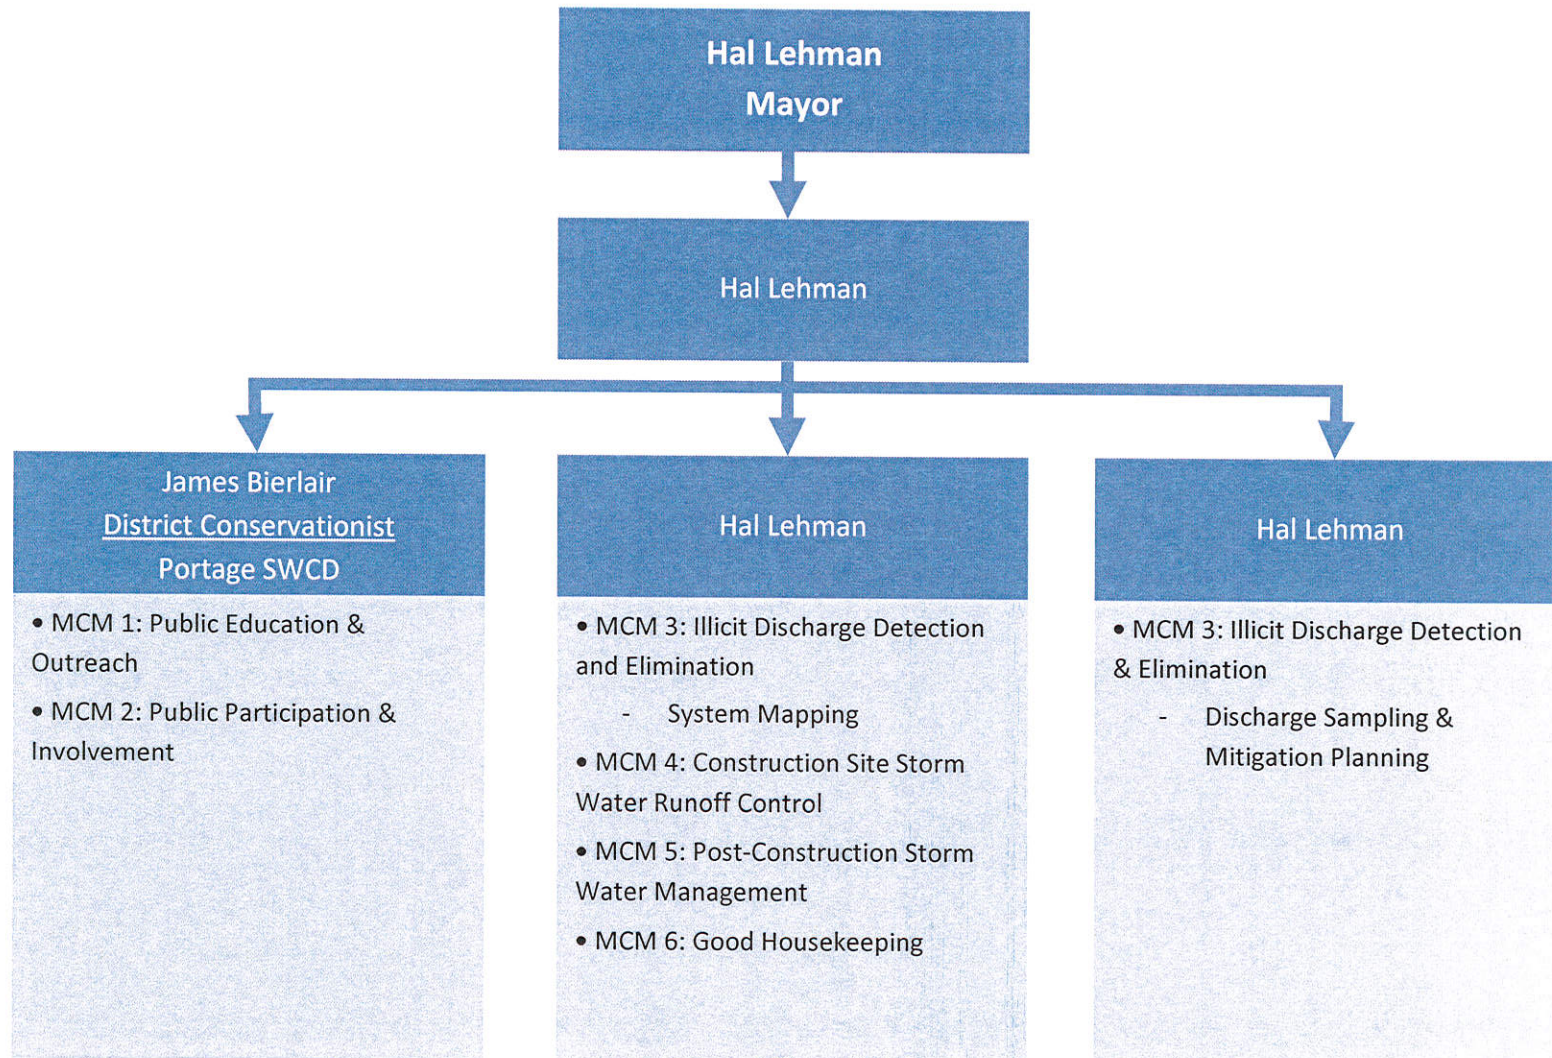 Hal Lehman
Mayor
Hal Lehman
James Bierlair
District Conservationist
Portage SWCD
• MCM 1: Public Education &
Outreach
• MCM 2: Public Participation &
Involvement
Hal Lehman
• MCM 3: Illicit Discharge Detection
and Elimination
- System Mapping
• MCM 4: Construction Site Storm
Water Runoff Control
• MCM 5: Post-Construction Storm
Water Management
• MCM 6: Good Housekeeping
Hal Lehman
• MCM 3: Illicit Discharge Detection
& Elimination
- Discharge Sampling &
Mitigation Planning